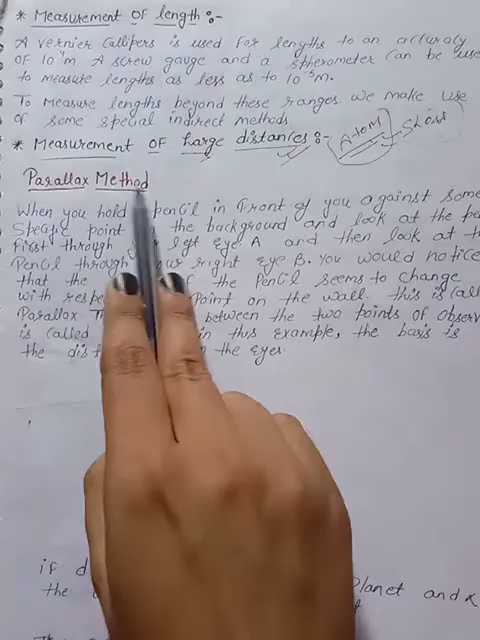 * Measurement of length :-
A vernier Callipers is used for lengths to an accuracy
of 10⁻⁴m A screw gauge and a spherometer can be use
to measure lengths as less as to 10⁻⁵m.
To measure lengths beyond these ranges we make use
of some special indirect methods
* Measurement of Large distances :-
Atom
Parallax Method
When you hold pencil in front of you against some
Specific point the background and look at the pe
first through left Eye A and then look at t
Pencil through our right eye B. You would notice
that the of the Pencil seems to change
with respe Point on the wall. this is Call
Parallax Th between the two points of observ
is called in this example, the basis is
the dist the eyes.
if d Planet and α
the